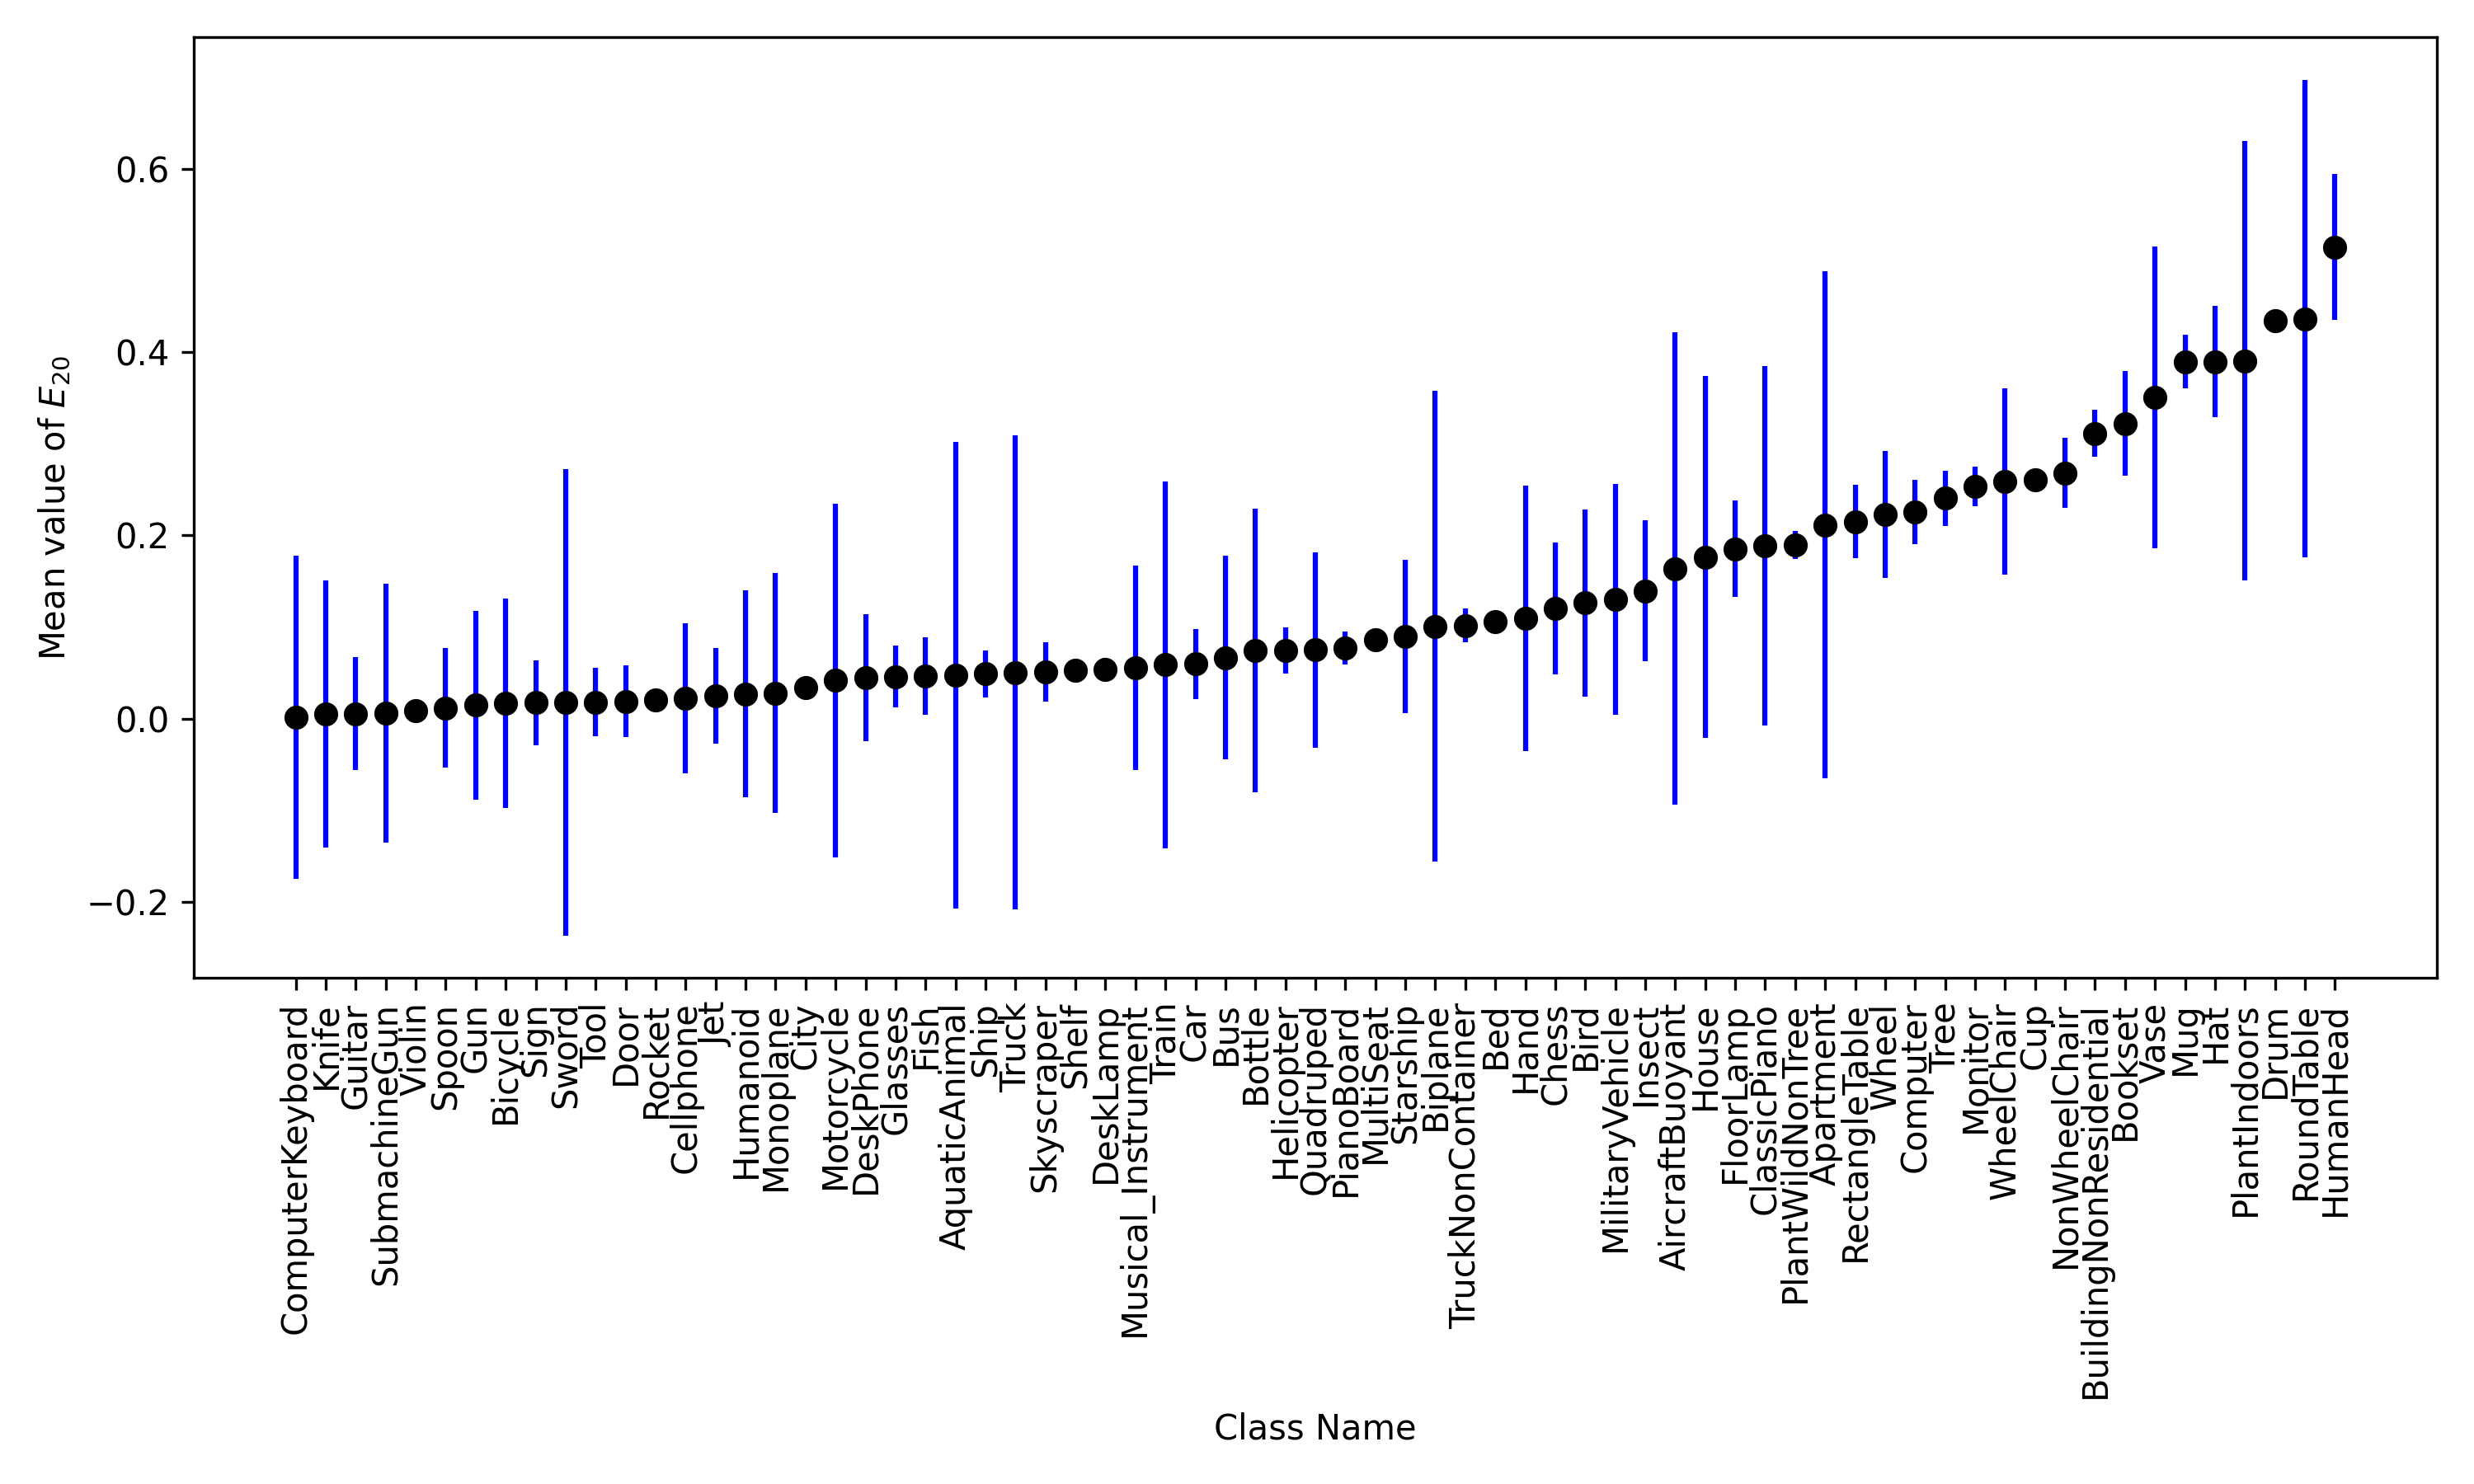 Mean value of E20
0.6
0.4
0.2
0.0
−0.2
ComputerKeyboard
Knife
Guitar
SubmachineGun
Violin
Spoon
Gun
Bicycle
Sign
Sword
Tool
Door
Rocket
Cellphone
Jet
Humanoid
Monoplane
City
Motorcycle
DeskPhone
Glasses
Fish
AquaticAnimal
Ship
Truck
Skyscraper
Shelf
DeskLamp
Musical_Instrument
Train
Car
Bus
Bottle
Helicopter
Quadruped
PianoBoard
MultSeat
Starship
Biplane
TruckNonContainer
Bed
Hand
Chess
Bird
MilitaryVehicle
Insect
AircraftBuoyant
House
FloorLamp
ClassicPiano
PlantWildNonTree
Apartment
RectangleTable
Wheel
Computer
Tree
Monitor
WheelChair
Cup
NonWheelChair
BuildingNonResidential
Bookset
Vase
Mug
Hat
PlantIndoors
Drum
RoundTable
HumanHead
Class Name